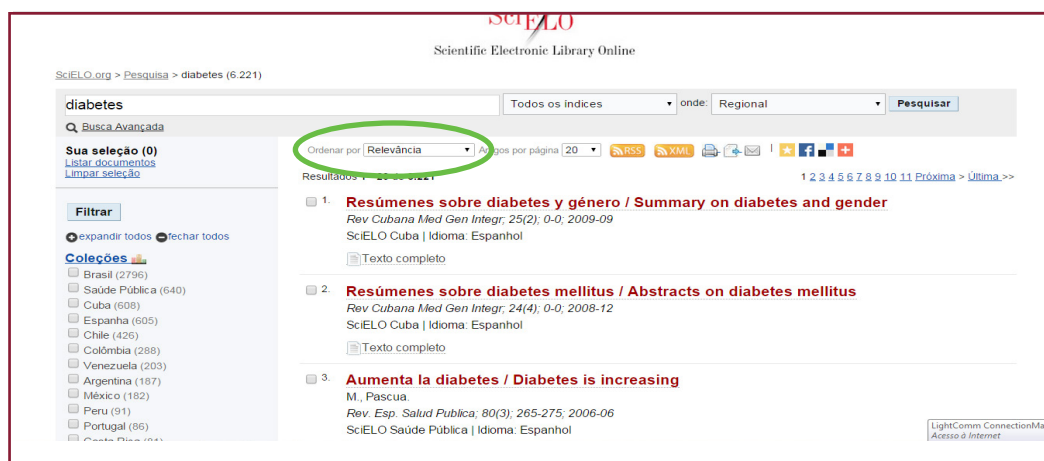 SciELO
Scientific Electronic Library Online
SciELO.org > Pesquisa > diabetes (6.221)
diabetes
Todos os índices
onde:
Regional
Pesquisar
Busca Avançada
Sua seleção (0)
Listar documentos
Limpar seleção
Filtrar
expandir todos fechar todos
Coleções
Brasil (2796)
Saúde Pública (640)
Cuba (608)
Espanha (605)
Chile (426)
Colômbia (288)
Venezuela (203)
Argentina (187)
México (182)
Peru (91)
Portugal (86)
Ordenar por Relevância
por página 20
RSS
XML
Resultados
1 2 3 4 5 6 7 8 9 10 11 Próxima > Última >>
1. Resúmenes sobre diabetes y género / Summary on diabetes and gender
Rev Cubana Med Gen Integr; 25(2); 0-0; 2009-09
SciELO Cuba | Idioma: Espanhol
Texto completo
2. Resúmenes sobre diabetes mellitus / Abstracts on diabetes mellitus
Rev Cubana Med Gen Integr; 24(4); 0-0; 2008-12
SciELO Cuba | Idioma: Espanhol
Texto completo
3. Aumenta la diabetes / Diabetes is increasing
M., Pascua.
Rev. Esp. Salud Publica; 80(3); 265-275; 2006-06
SciELO Saúde Pública | Idioma: Espanhol
LightComm ConnectionMa
Acesso à Internet